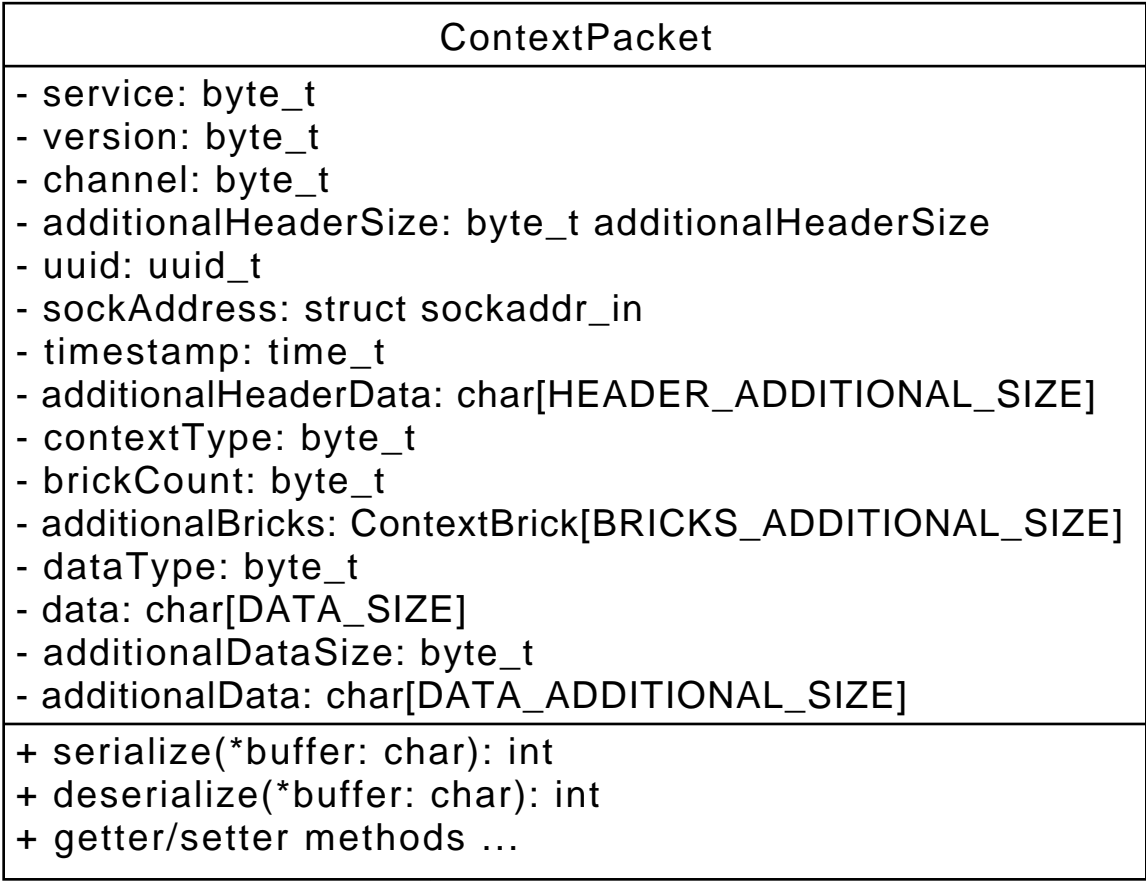 ContextPacket
- service: byte_t
- version: byte_t
- channel: byte_t
- additionalHeaderSize: byte_t additionalHeaderSize
- uuid: uuid_t
- sockAddress: struct sockaddr_in
- timestamp: time_t
- additionalHeaderData: char[HEADER_ADDITIONAL_SIZE]
- contextType: byte_t
- brickCount: byte_t
- additionalBricks: ContextBrick[BRICKS_ADDITIONAL_SIZE]
- dataType: byte_t
- data: char[DATA_SIZE]
- additionalDataSize: byte_t
- additionalData: char[DATA_ADDITIONAL_SIZE]
+ serialize(*buffer: char): int
+ deserialize(*buffer: char): int
+ getter/setter methods ...